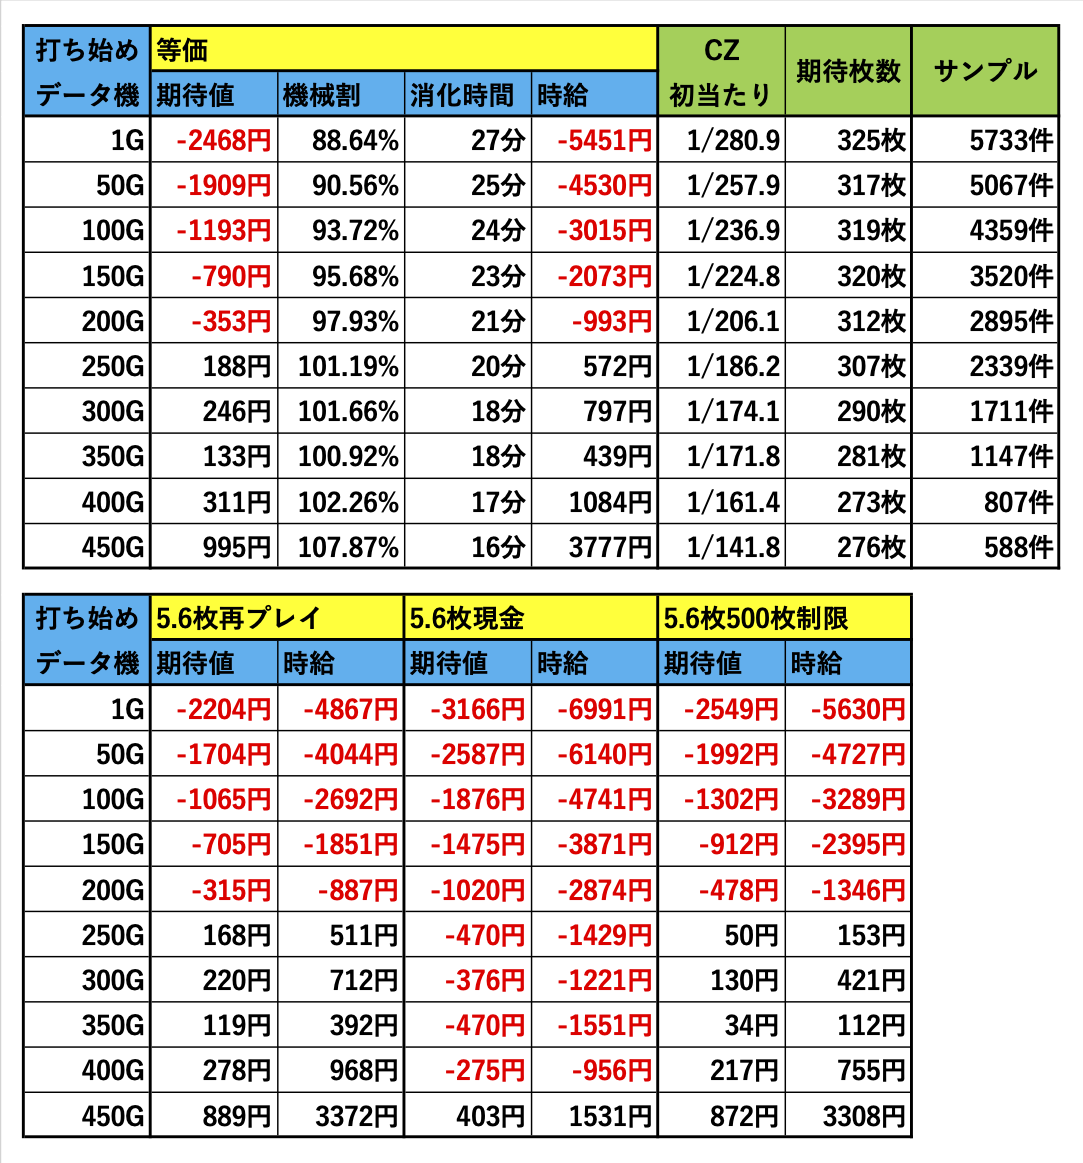 打ち始め 等価 CZ 期待枚数 サンプル
データ機 期待値 機械割 消化時間 時給 初当たり
1G -2468円 88.64% 27分 -5451円 1/280.9 325枚 5733件
50G -1909円 90.56% 25分 -4530円 1/257.9 317枚 5067件
100G -1193円 93.72% 24分 -3015円 1/236.9 319枚 4359件
150G -790円 95.68% 23分 -2073円 1/224.8 320枚 3520件
200G -353円 97.93% 21分 -993円 1/206.1 312枚 2895件
250G 188円 101.19% 20分 572円 1/186.2 307枚 2339件
300G 246円 101.66% 18分 797円 1/174.1 290枚 1711件
350G 133円 100.92% 18分 439円 1/171.8 281枚 1147件
400G 311円 102.26% 17分 1084円 1/161.4 273枚 807件
450G 995円 107.87% 16分 3777円 1/141.8 276枚 588件
打ち始め 5.6枚再プレイ 5.6枚現金 5.6枚500枚制限
データ機 期待値 時給 期待値 時給 期待値 時給
1G -2204円 -4867円 -3166円 -6991円 -2549円 -5630円
50G -1704円 -4044円 -2587円 -6140円 -1992円 -4727円
100G -1065円 -2692円 -1876円 -4741円 -1302円 -3289円
150G -705円 -1851円 -1475円 -3871円 -912円 -2395円
200G -315円 -887円 -1020円 -2874円 -478円 -1346円
250G 168円 511円 -470円 -1429円 50円 153円
300G 220円 712円 -376円 -1221円 130円 421円
350G 119円 392円 -470円 -1551円 34円 112円
400G 278円 968円 -275円 -956円 217円 755円
450G 889円 3372円 403円 1531円 872円 3308円